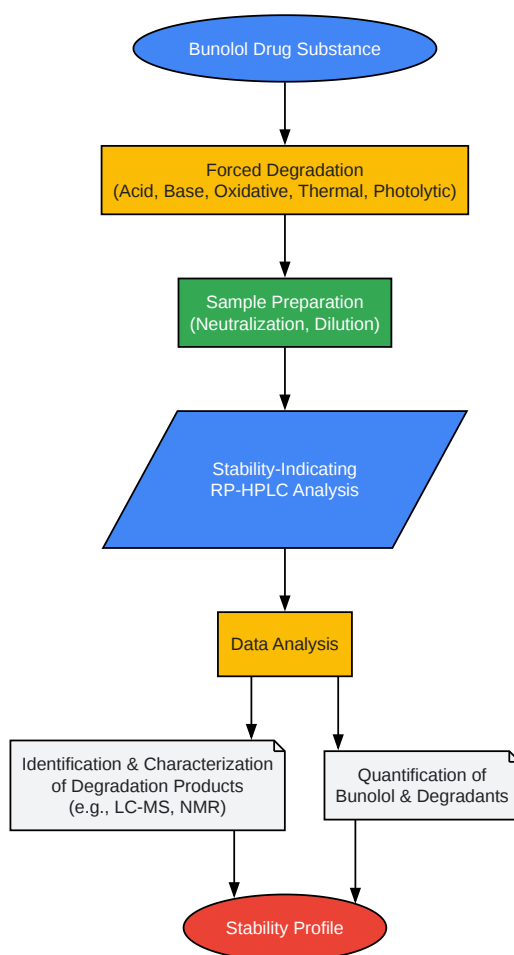 Bunolol Drug Substance
Forced Degradation
(Acid, Base, Oxidative, Thermal, Photolytic)
Sample Preparation
(Neutralization, Dilution)
Stability-Indicating
RP-HPLC Analysis
Data Analysis
Identification & Characterization
of Degradation Products
(e.g., LC-MS, NMR)
Quantification of
Bunolol & Degradants
Stability Profile